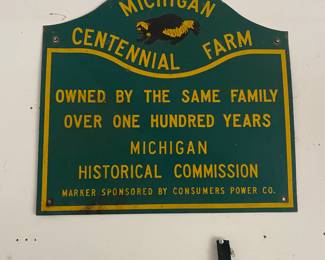 MICHIGAN
CENTENNIAL FARM
OWNED BY THE SAME FAMILY
OVER ONE HUNDRED YEARS
MICHIGAN
HISTORICAL COMMISSION
MARKER SPONSORED BY CONSUMERS POWER CO.